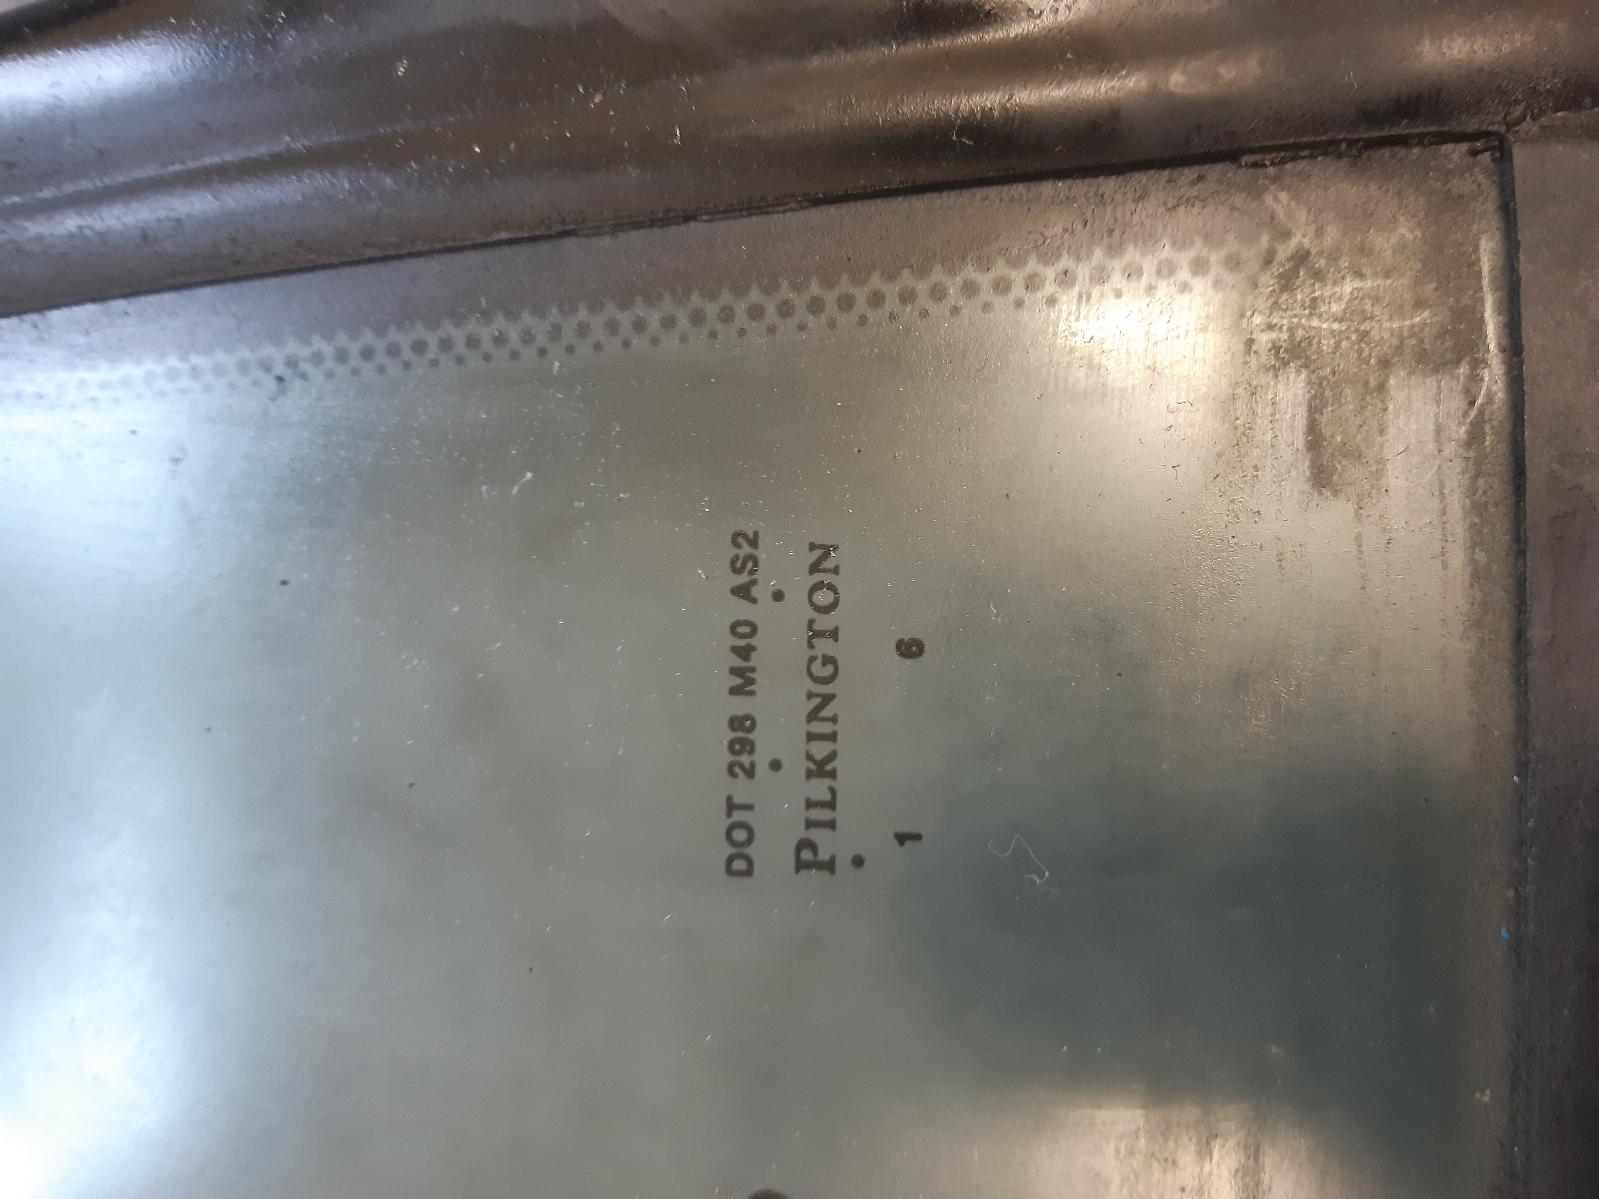 DOT 298 M40 AS2
PILKINGTON
1 6